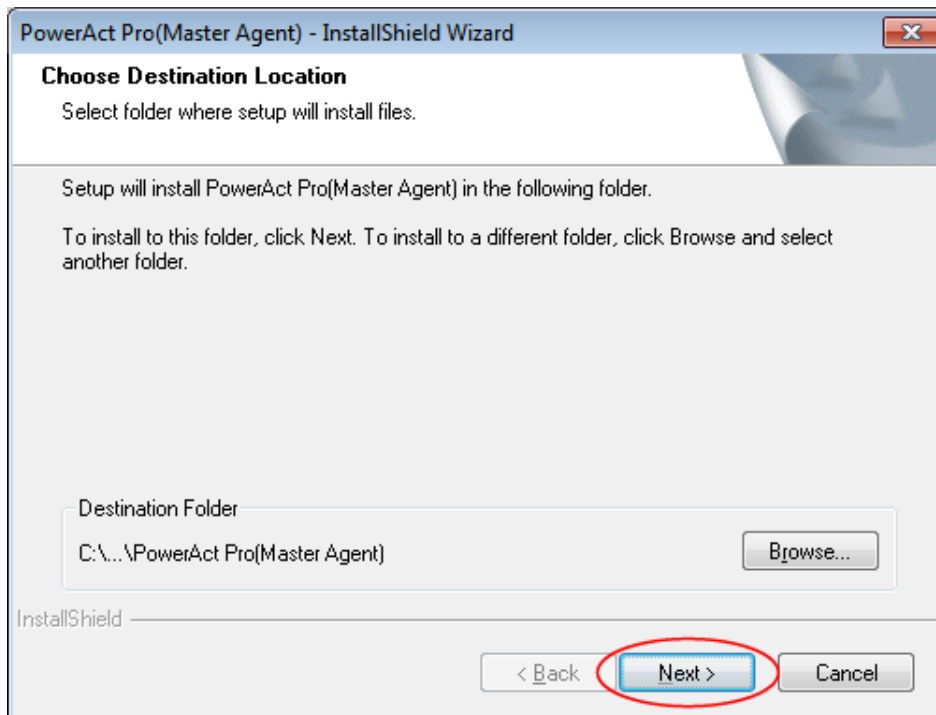 PowerAct Pro(Master Agent) - InstallShield Wizard
Choose Destination Location
Select folder where setup will install files.
Setup will install PowerAct Pro(Master Agent) in the following folder.
To install to this folder, click Next. To install to a different folder, click Browse and select
another folder.
Destination Folder
C:\...\PowerAct Pro(Master Agent)
Browse...
InstallShield
< Back
Next >
Cancel